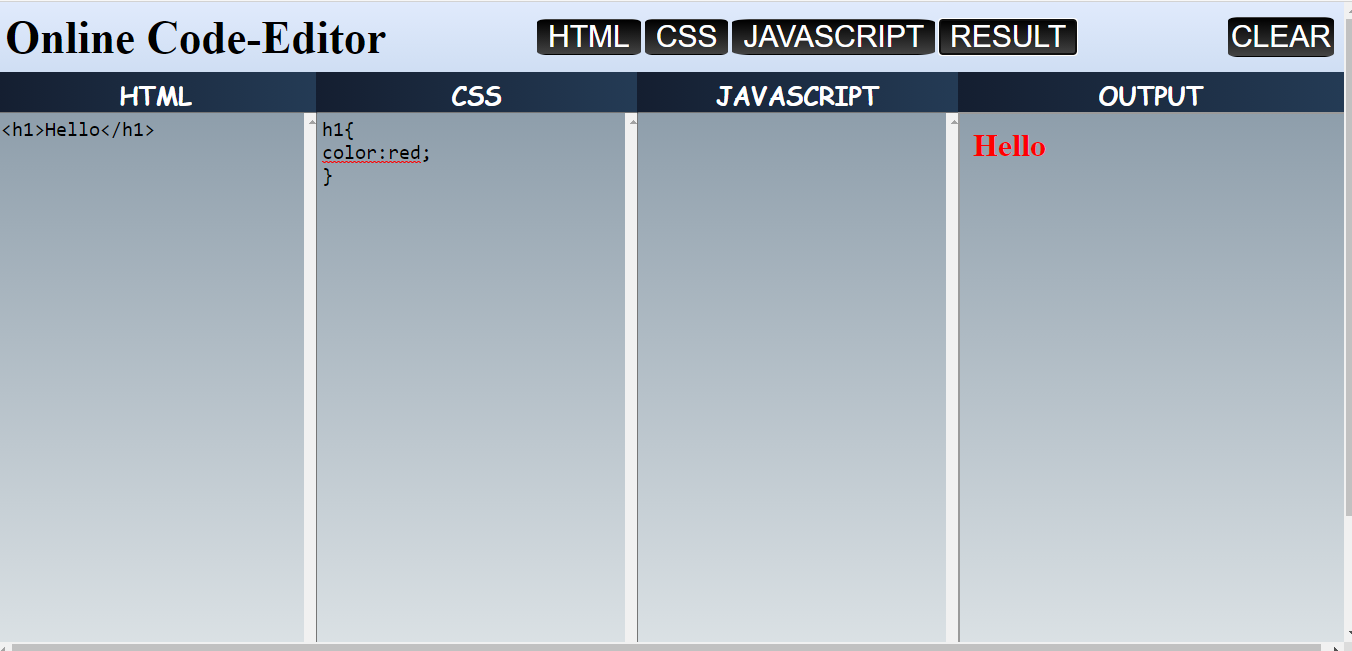 Online Code-Editor
HTML CSS JAVASCRIPT RESULT CLEAR
HTML CSS JAVASCRIPT OUTPUT
<h1>Hello</h1>
h1{
color:red;
}
Hello